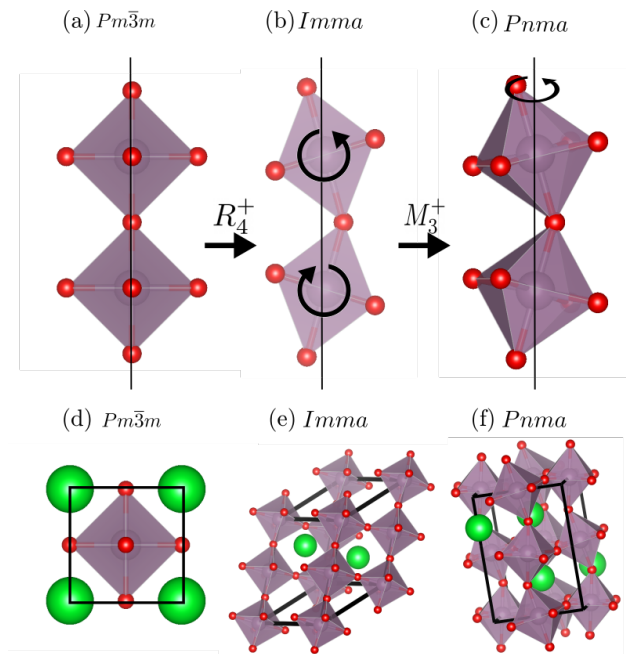 (a) Pm3̅m
(b) Imma
(c) Pnma
R₄⁺
M₃⁺
(d) Pm3̅m
(e) Imma
(f) Pnma